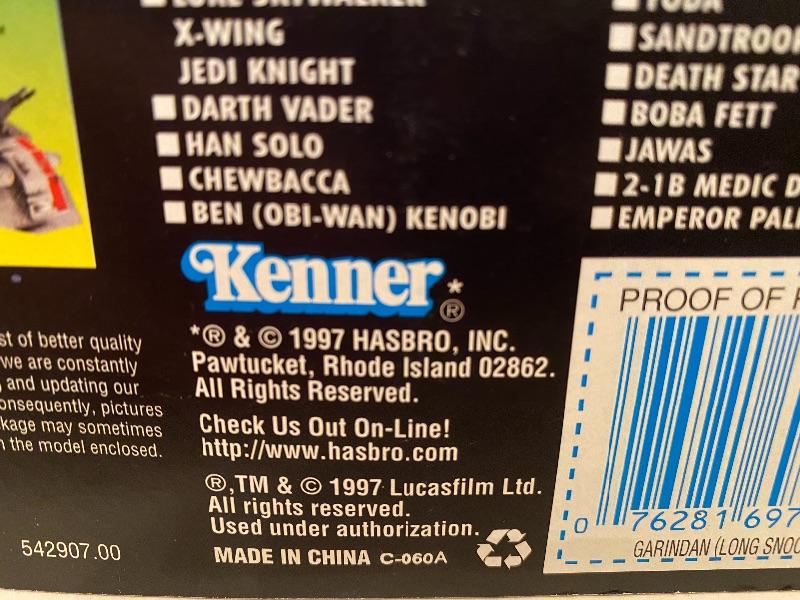 LUKE SKYWALKER
X-WING
JEDI KNIGHT
DARTH VADER
HAN SOLO
CHEWBACCA
BEN (OBI-WAN) KENOBI
YODA
SANDTROO
DEATH STAR
BOBA FETT
JAWAS
2-1B MEDIC D
EMPEROR PAL
Kenner*®
*® & © 1997 HASBRO, INC.
Pawtucket, Rhode Island 02862.
All Rights Reserved.
Check Us Out On-Line!
http://www.hasbro.com
®,TM & © 1997 Lucasfilm Ltd.
All rights reserved.
Used under authorization.
MADE IN CHINA C-060A
st of better quality
we are constantly
and updating our
onsequently, pictures
kage may sometimes
the model enclosed.
542907.00
PROOF OF
0 76281 697
GARINDAN (LONG SNOO